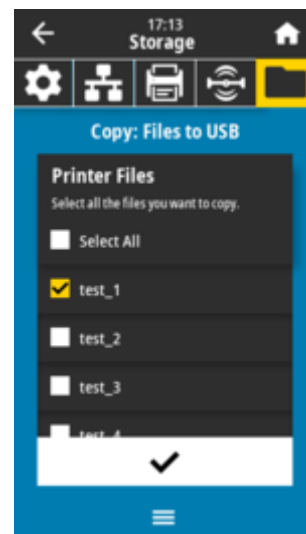 17:13
Storage
Copy: Files to USB
Printer Files
Select all the files you want to copy.
Select All
test_1
test_2
test_3
test_4